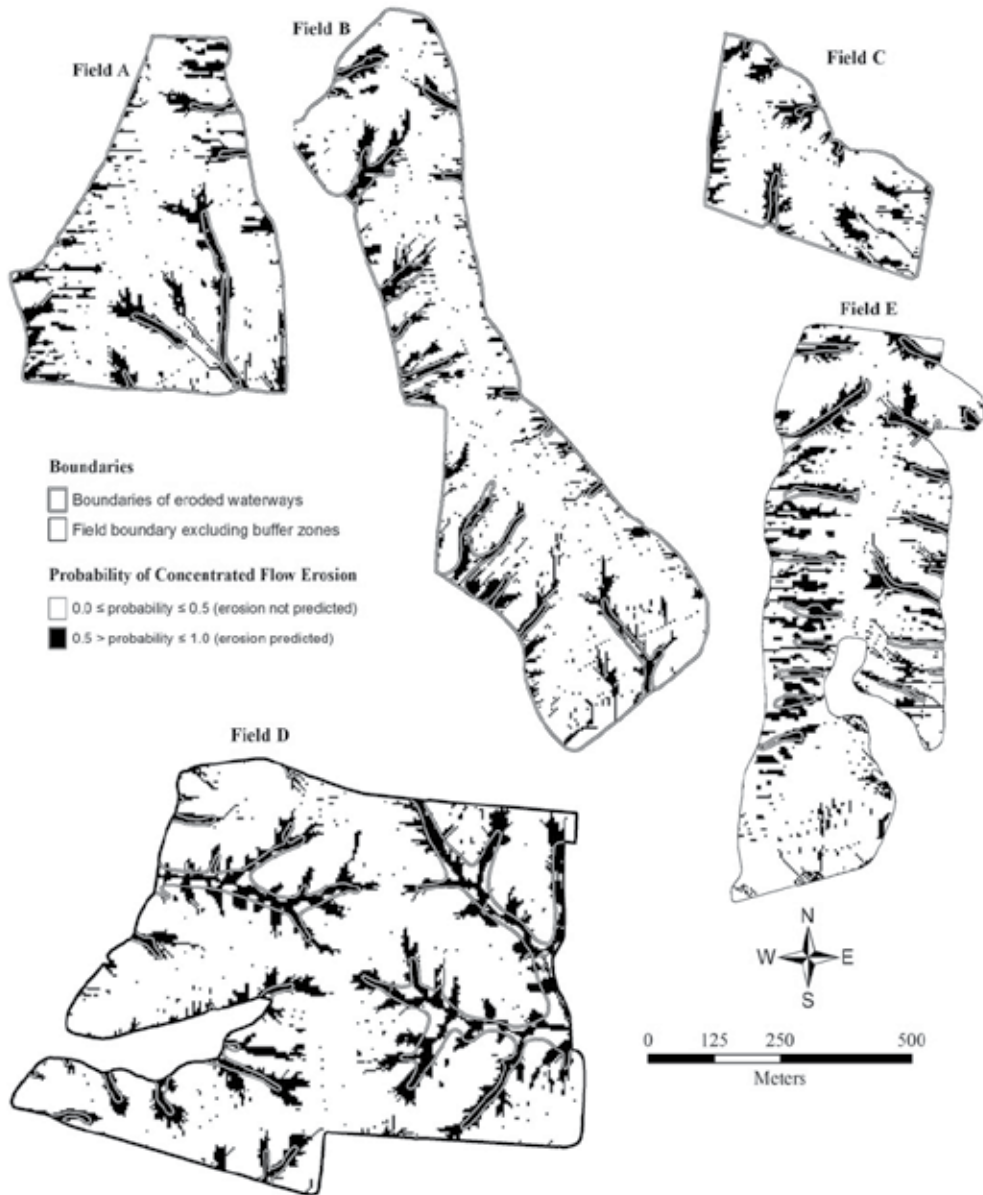 Field A
Field B
Field C
Field E
Boundaries
Boundaries of eroded waterways
Field boundary excluding buffer zones
Probability of Concentrated Flow Erosion
0.0 ≤ probability ≤ 0.5 (erosion not predicted)
0.5 > probability ≤ 1.0 (erosion predicted)
Field D
N
W E
S
0 125 250 500
Meters